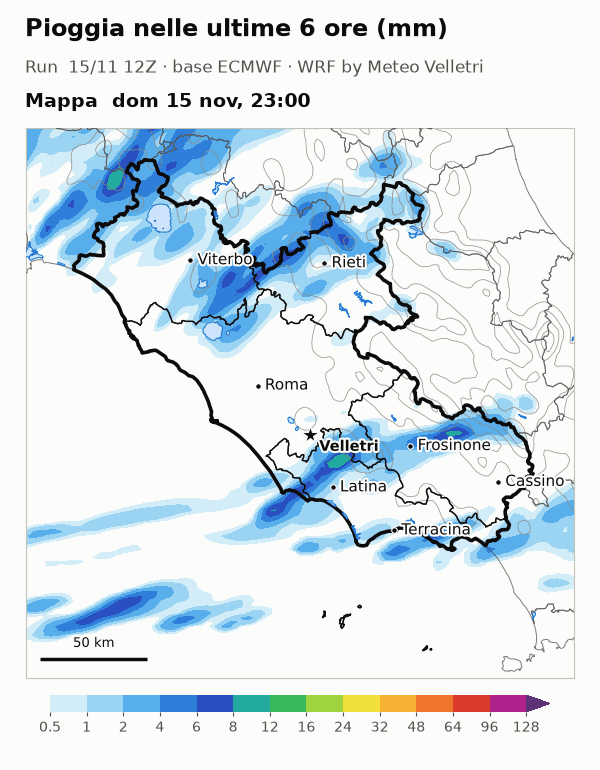 Pioggia nelle ultime 6 ore (mm)
Run  15/11 12Z · base ECMWF · WRF by Meteo Velletri
Mappa  dom 15 nov, 23:00
Viterbo
Rieti
Roma
Velletri
Frosinone
Cassino
Latina
Terracina
50 km
0.5 1 2 4 6 8 12 16 24 32 48 64 96 128